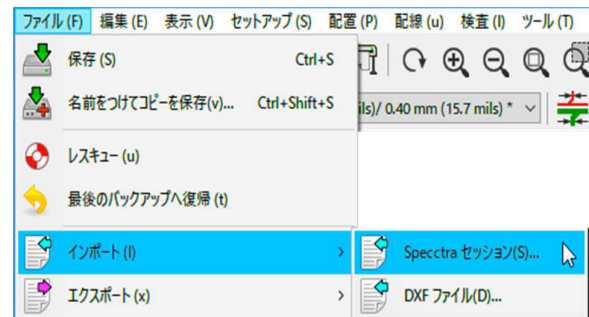 ファイル(F) 編集(E) 表示(V) セットアップ(S) 配置(P) 配線(u) 検査(I) ツール(T)
保存(S) Ctrl+S
名前をつけてコピーを保存(v)... Ctrl+Shift+S
ils)/ 0.40 mm (15.7 mils) *
レスキュー(u)
最後のバックアップへ復帰(t)
インポート(I) Specctra セッション(S)...
エクスポート(x) DXF ファイル(D)...